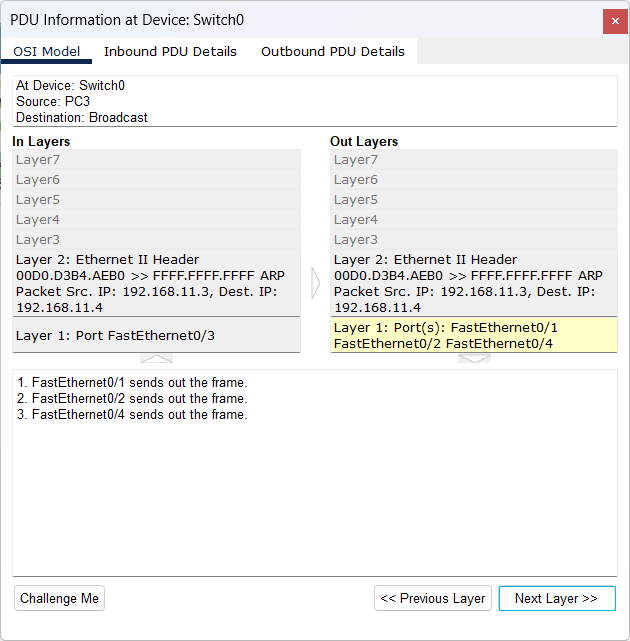 PDU Information at Device: Switch0
OSI Model Inbound PDU Details Outbound PDU Details
At Device: Switch0
Source: PC3
Destination: Broadcast
In Layers
Layer7
Layer6
Layer5
Layer4
Layer3
Layer 2: Ethernet II Header
00D0.D3B4.AEB0 >> FFFF.FFFF.FFFF ARP
Packet Src. IP: 192.168.11.3, Dest. IP:
192.168.11.4
Layer 1: Port FastEthernet0/3
Out Layers
Layer7
Layer6
Layer5
Layer4
Layer3
Layer 2: Ethernet II Header
00D0.D3B4.AEB0 >> FFFF.FFFF.FFFF ARP
Packet Src. IP: 192.168.11.3, Dest. IP:
192.168.11.4
Layer 1: Port(s): FastEthernet0/1
FastEthernet0/2 FastEthernet0/4
1. FastEthernet0/1 sends out the frame.
2. FastEthernet0/2 sends out the frame.
3. FastEthernet0/4 sends out the frame.
Challenge Me << Previous Layer Next Layer >>